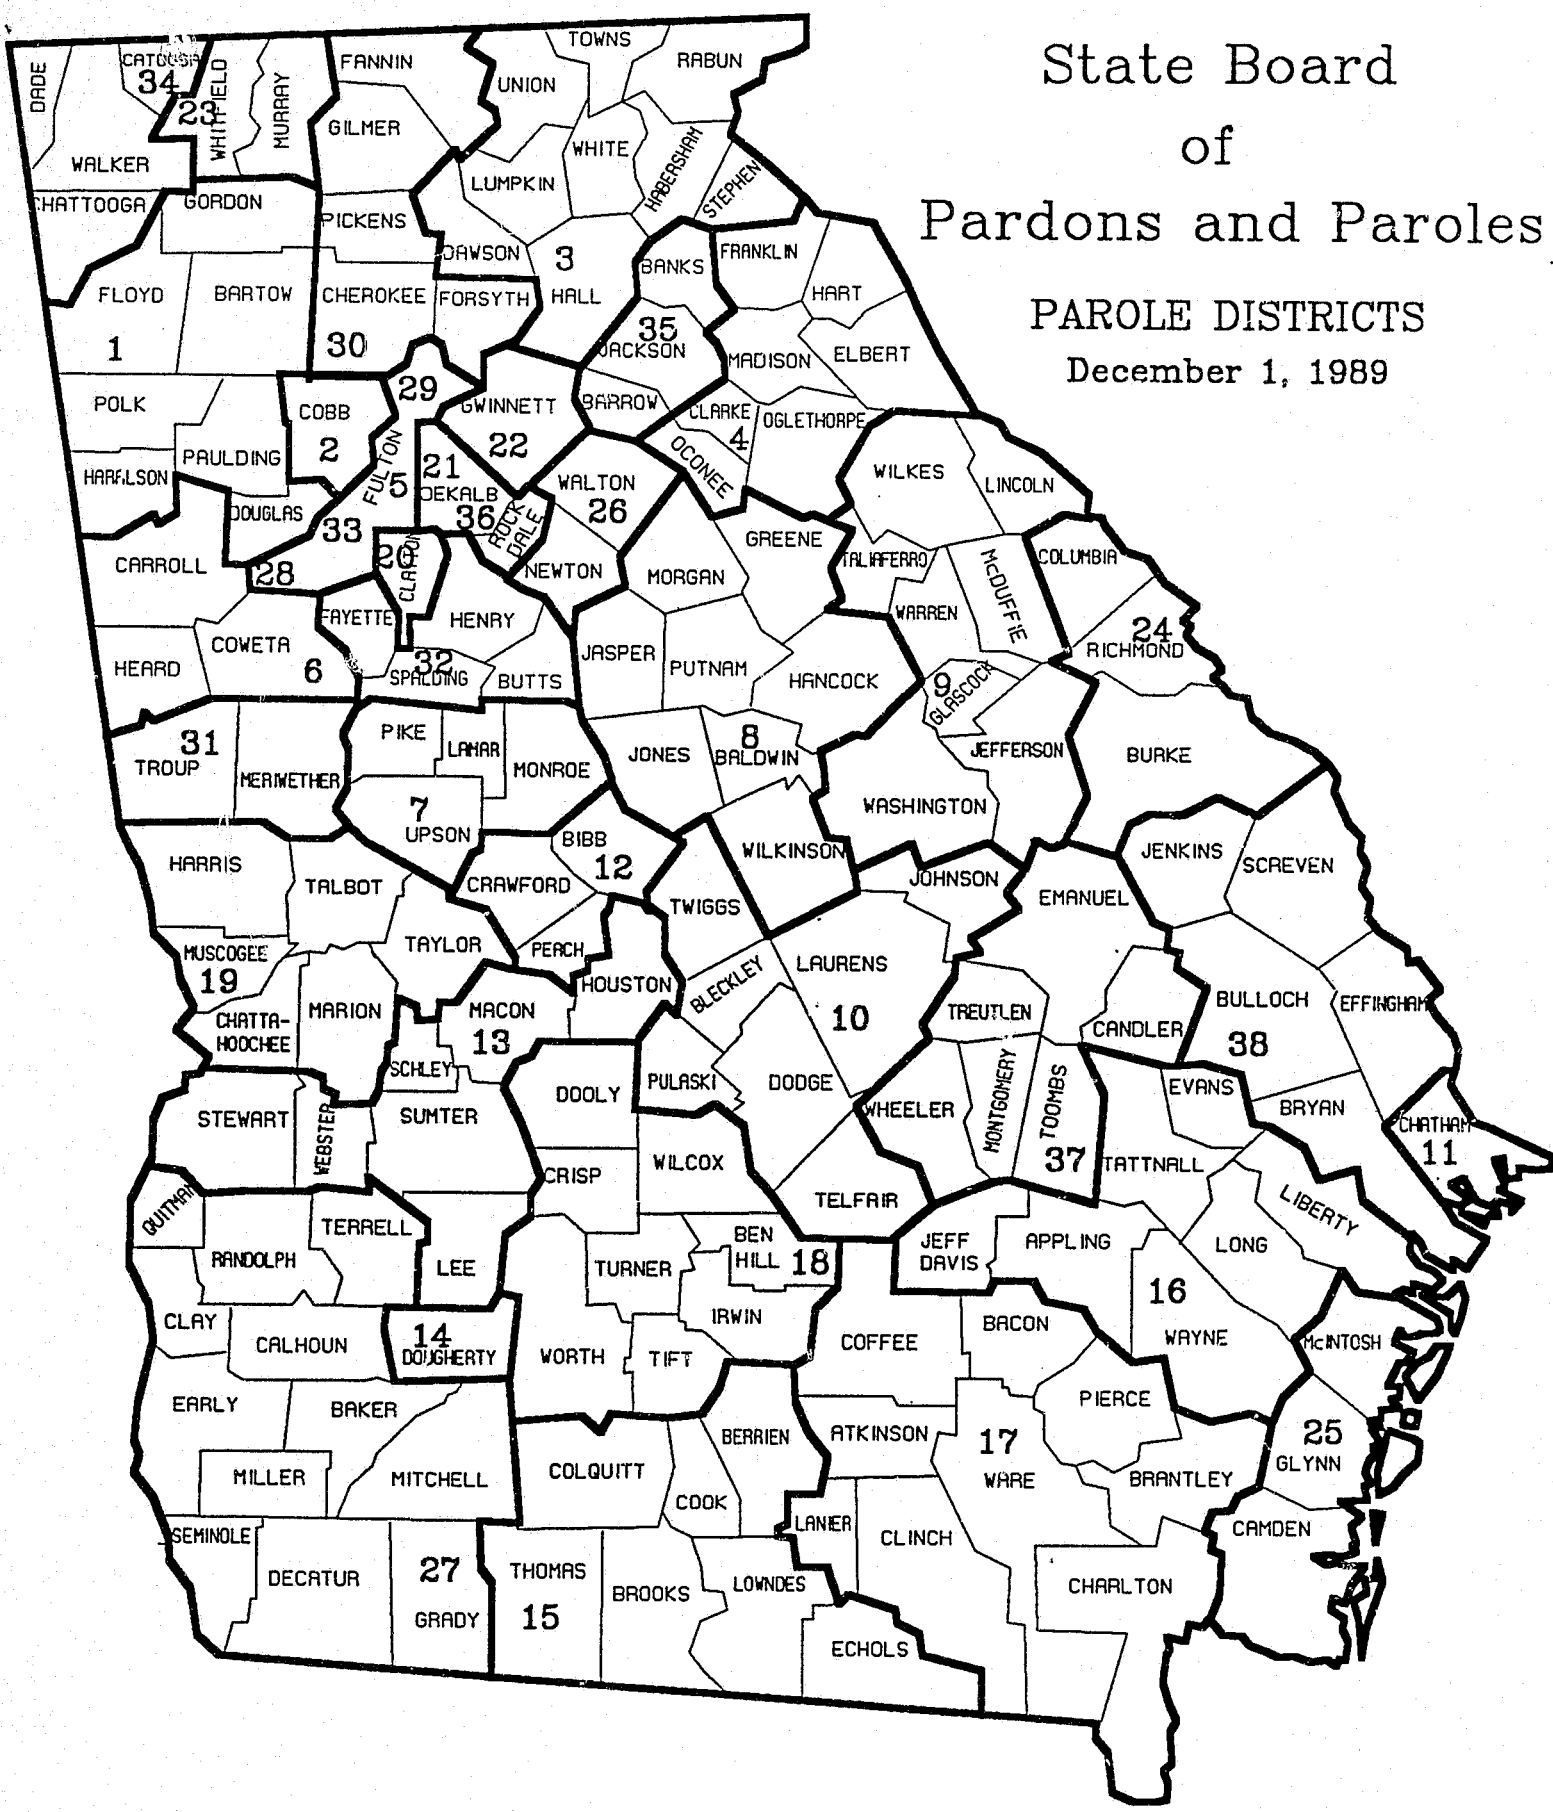 State Board
of
Pardons and Paroles
PAROLE DISTRICTS
December 1, 1989
TOWNS
FANNIN
RABUN
CATOOSA
DADE
34
UNION
23
WHITFIELD
MURRAY
GILMER
WHITE
HABERSHAM
WALKER
LUMPKIN
STEPHEN
CHATTOOGA
GORDON
PICKENS
DAWSON
3
FRANKLIN
BANKS
FLOYD
BARTOW
CHEROKEE
FORSYTH
HALL
HART
1
30
35
JACKSON
MADISON
ELBERT
29
POLK
COBB
GWINNETT
BARROW
CLARKE
OGLETHORPE
2
22
4
PAULDING
FULTON
OCONEE
HARALSON
5
21
DEKALB
WALTON
WILKES
LINCOLN
DOUGLAS
33
36
ROCK
DALE
26
GREENE
CARROLL
28
20
CLAYTON
NEWTON
MORGAN
TALIAFERRO
McDUFFIE
COLUMBIA
FAYETTE
HENRY
WARREN
24
RICHMOND
COWETA
HEARD
6
32
SPALDING
BUTTS
JASPER
PUTNAM
HANCOCK
9
GLASCOCK
31
TROUP
MERIWETHER
PIKE
LAMAR
MONROE
JONES
8
BALDWIN
JEFFERSON
BURKE
7
UPSON
WASHINGTON
HARRIS
TALBOT
BIBB
12
CRAWFORD
WILKINSON
JOHNSON
JENKINS
SCREVEN
EMANUEL
TWIGGS
MUSCOGEE
19
TAYLOR
PEACH
HOUSTON
BLECKLEY
LAURENS
CHATTA-
HOOCHEE
MARION
MACON
13
10
TREUTLEN
CANDLER
BULLOCH
38
EFFINGHAM
SCHLEY
DOOLY
PULASKI
DODGE
STEWART
WEBSTER
SUMTER
WHEELER
MONTGOMERY
TOOMBS
37
EVANS
BRYAN
CHATHAM
11
QUITMAN
CRISP
WILCOX
TELFAIR
TATTNALL
LIBERTY
TERRELL
RANDOLPH
LEE
TURNER
BEN
HILL
18
JEFF
DAVIS
APPLING
LONG
CLAY
CALHOUN
14
DOUGHERTY
WORTH
TIFT
IRWIN
COFFEE
BACON
16
WAYNE
McINTOSH
EARLY
BAKER
PIERCE
MILLER
MITCHELL
COLQUITT
BERRIEN
ATKINSON
17
WARE
BRANTLEY
25
GLYNN
COOK
SEMINOLE
LANIER
CLINCH
CAMDEN
DECATUR
27
GRADY
THOMAS
15
BROOKS
LOWNDES
CHARLTON
ECHOLS